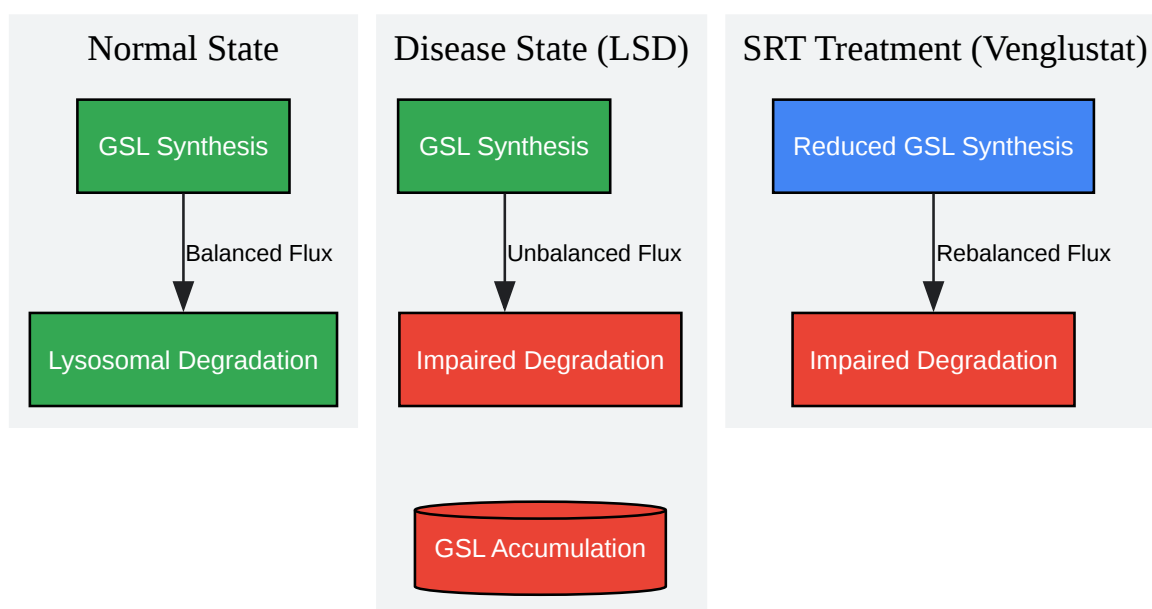 Normal State
GSL Synthesis
Balanced Flux
Lysosomal Degradation
Disease State (LSD)
GSL Synthesis
Unbalanced Flux
Impaired Degradation
GSL Accumulation
SRT Treatment (Venglustat)
Reduced GSL Synthesis
Rebalanced Flux
Impaired Degradation